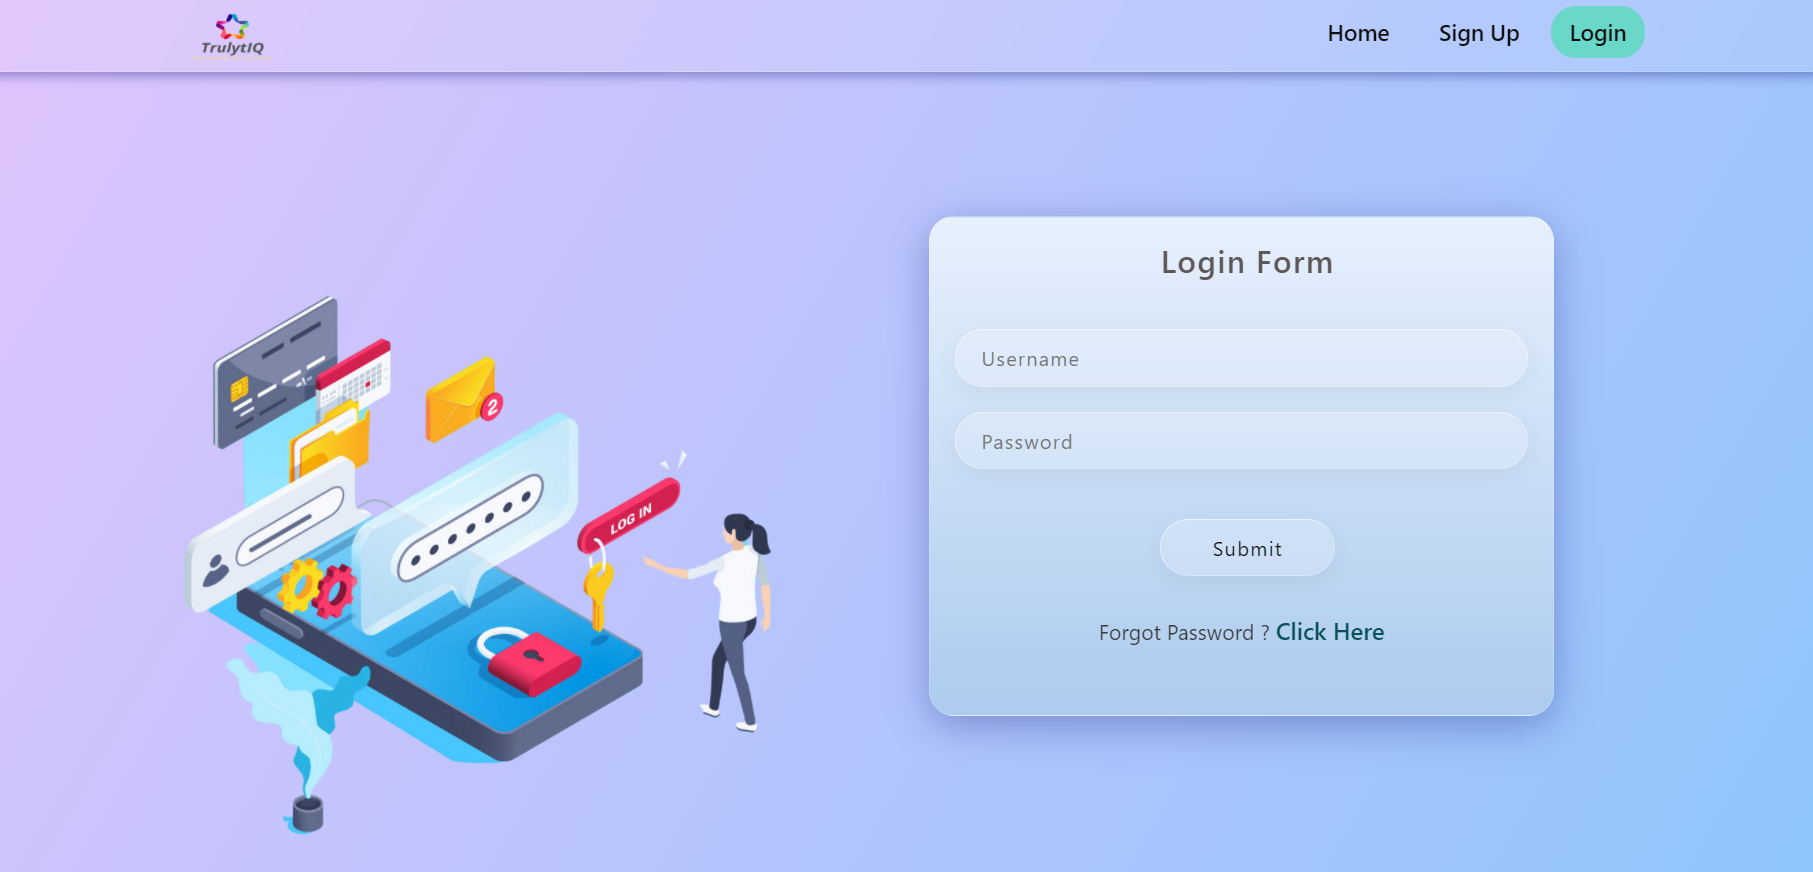 TrulytIQ
Home Sign Up Login
Login Form
Username
Password
Submit
Forgot Password ? Click Here
2
LOG IN